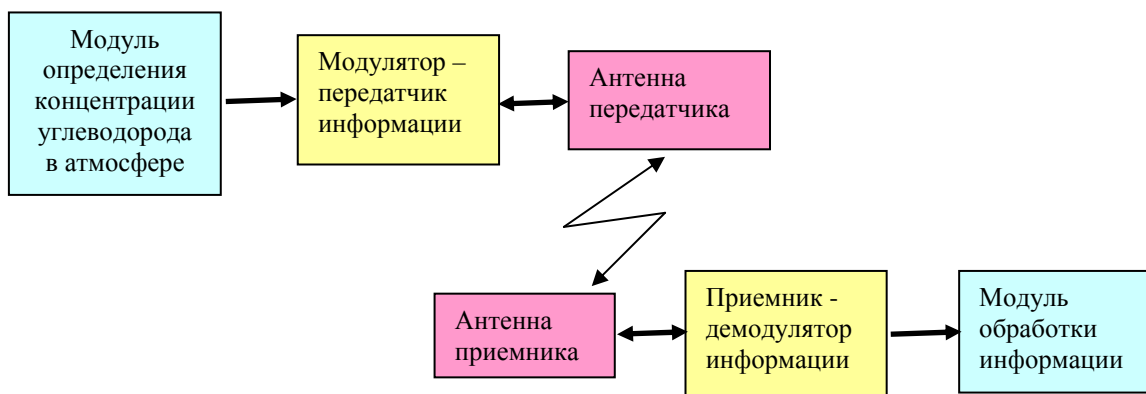 Модуль
определения
концентрации
углеводорода
в атмосфере
Модулятор –
передатчик
информации
Антенна
передатчика
Антенна
приемника
Приемник -
демодулятор
информации
Модуль
обработки
информации